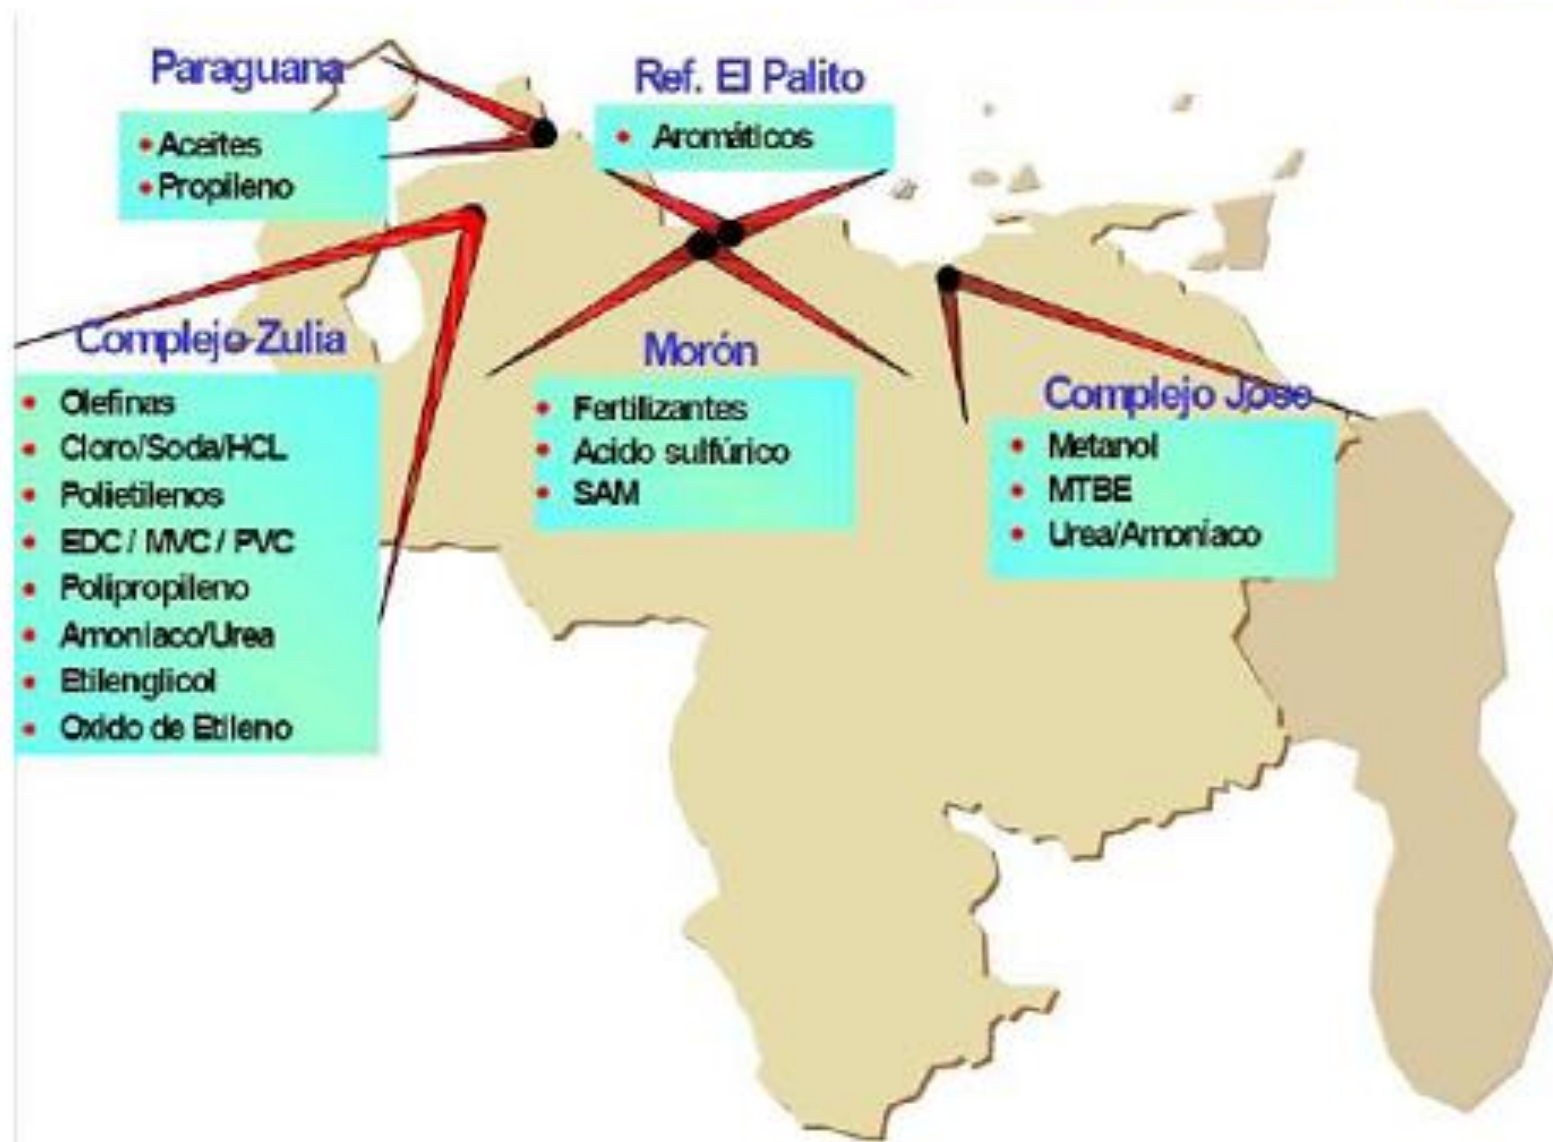 Paraguana
Aceites
Propileno
Ref. El Palito
Aromáticos
Complejo Zulia
Olefinas
Cloro/Soda/HCL
Polietilenos
EDC / MVC / PVC
Polipropileno
Amoniaco/Urea
Etilenglicol
Oxido de Etileno
Morón
Fertilizantes
Acido sulfúrico
SAM
Complejo Jose
Metanol
MTBE
Urea/Amoníaco